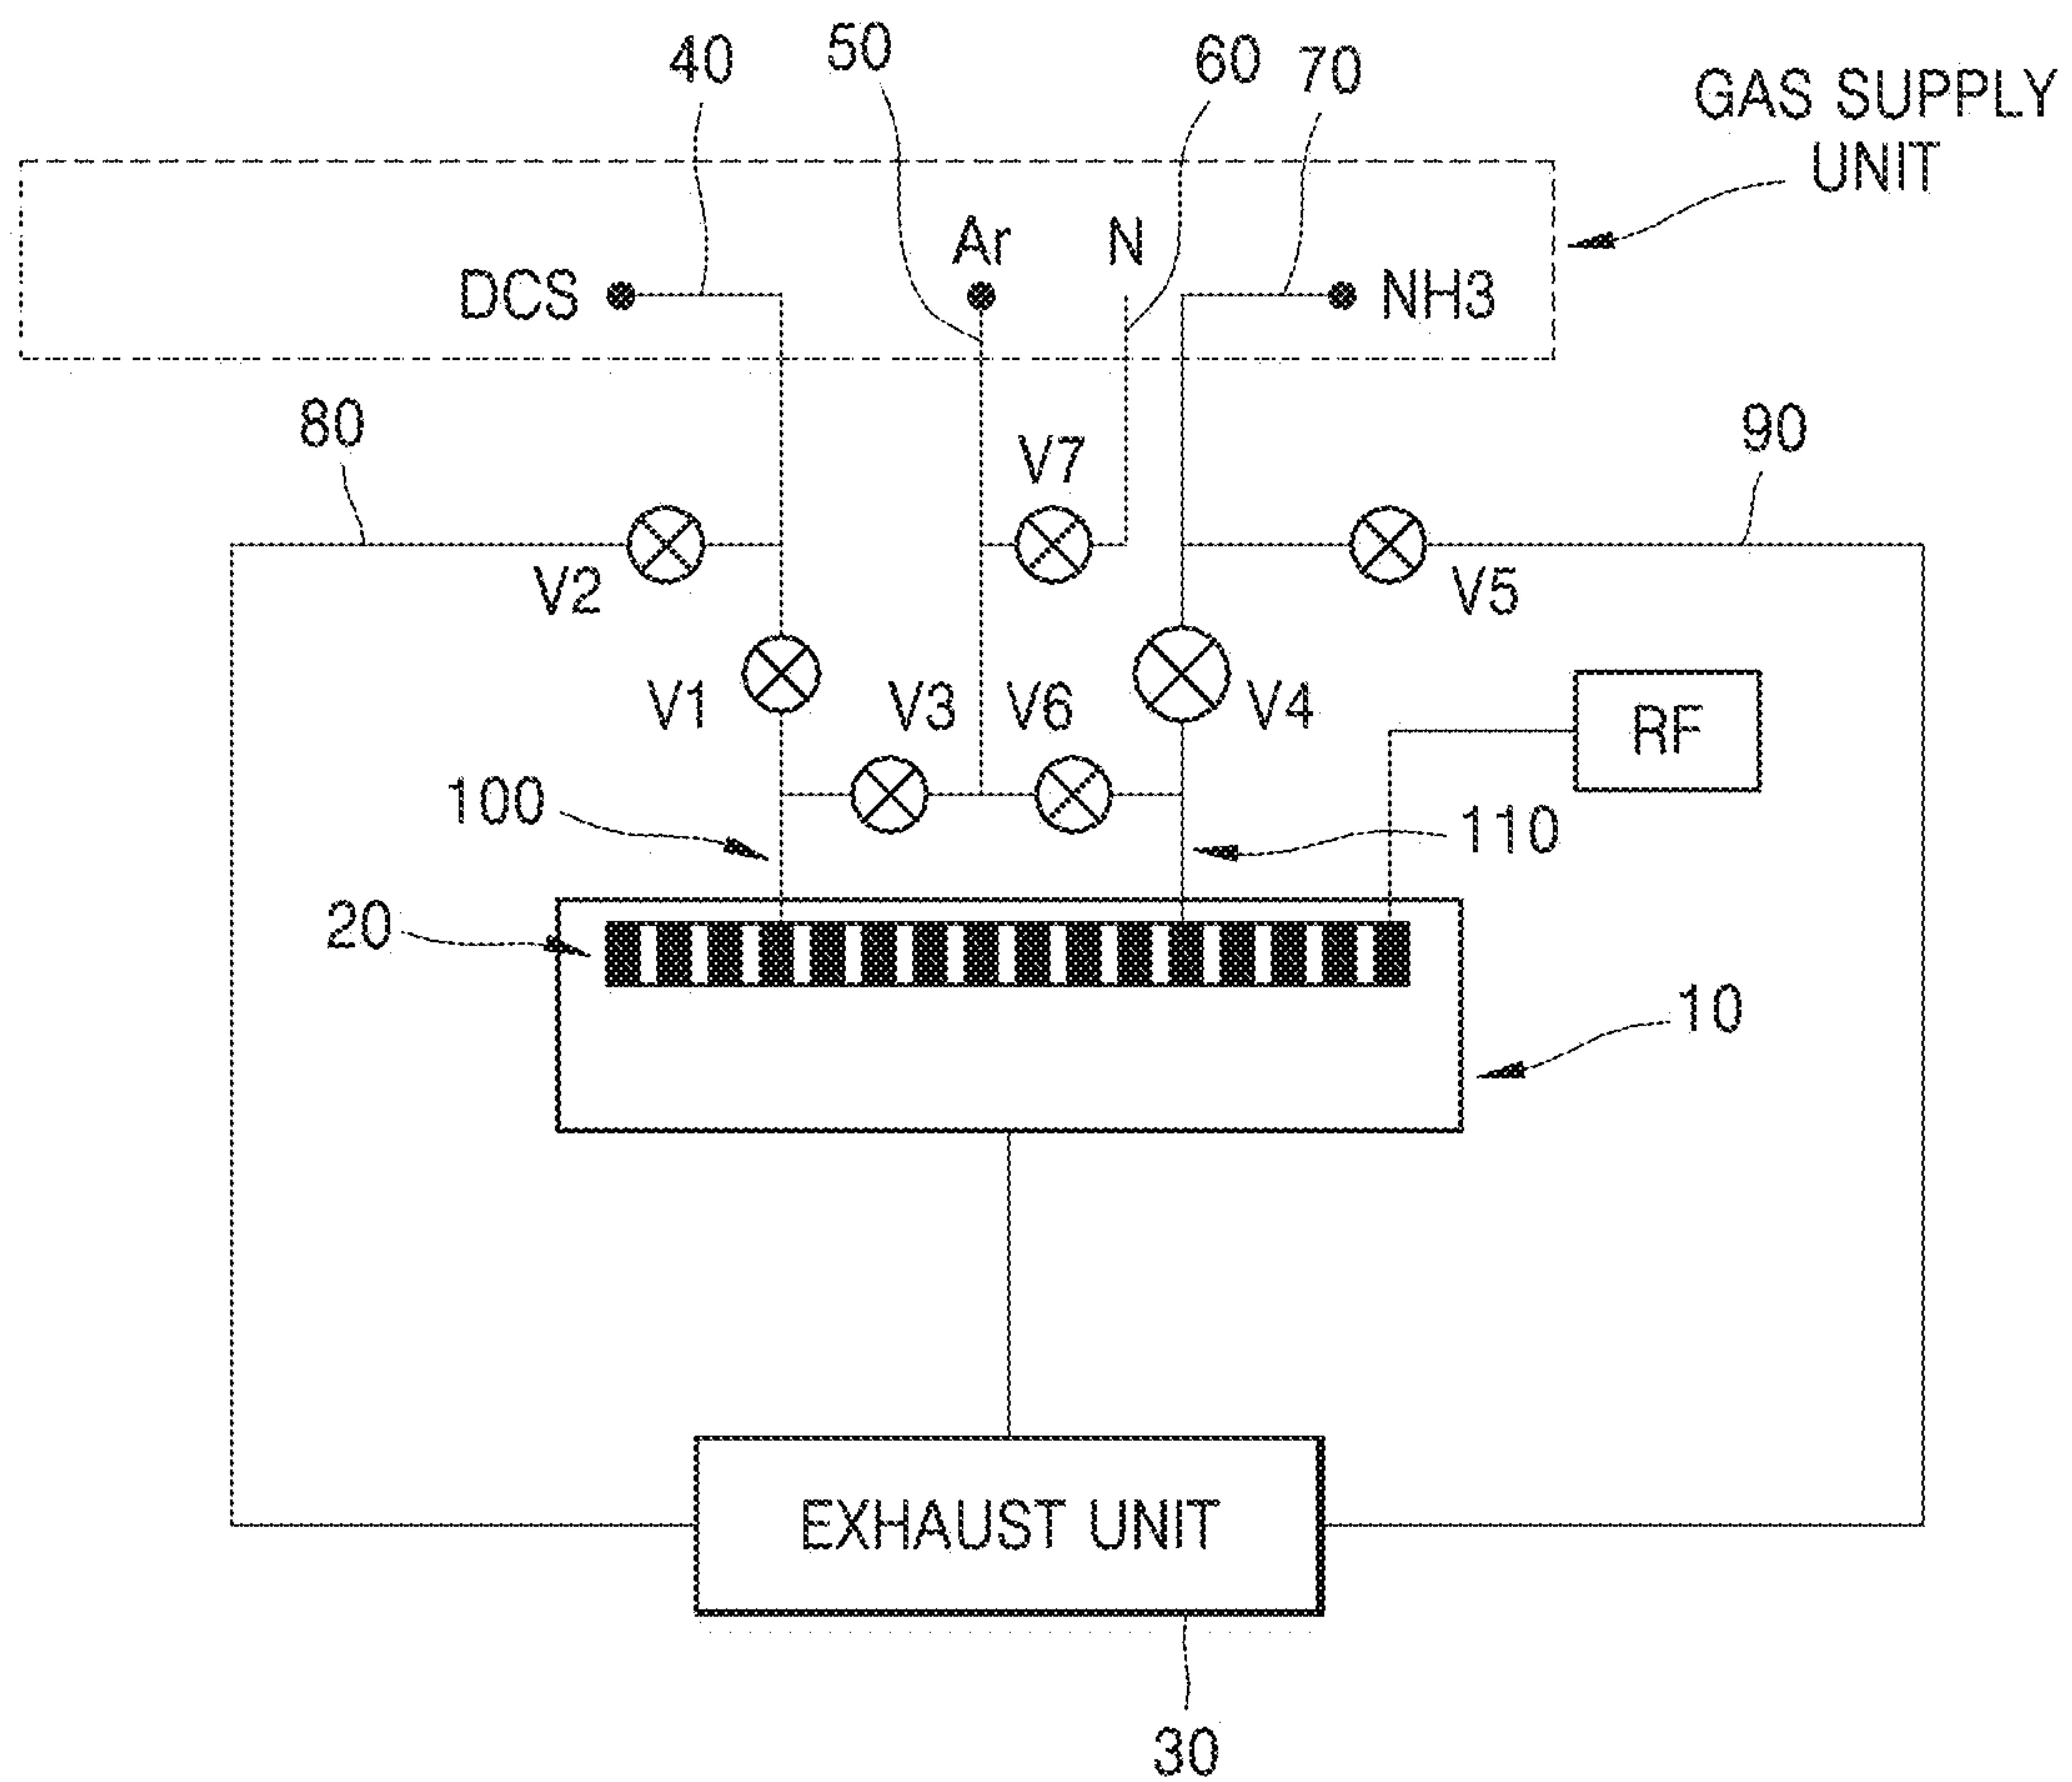 40
50
60
70
GAS SUPPLY
UNIT
Ar
N
DCS
NH3
80
V7
90
V2
V5
V1
V3
V6
V4
RF
100
110
20
10
EXHAUST UNIT
30